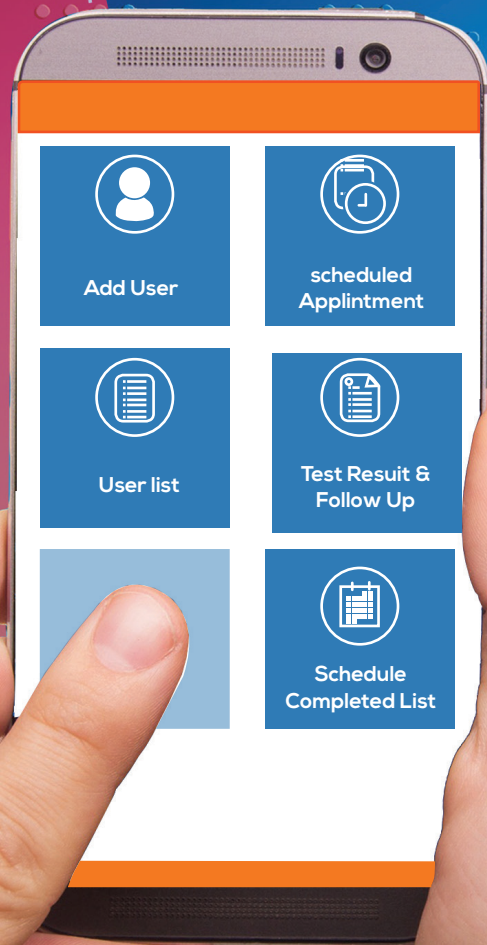 Add User
scheduled
Applintment
User list
Test Resuit &
Follow Up
Schedule
Completed List